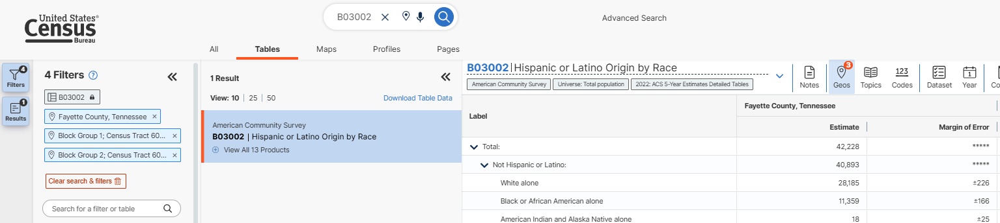 United States®
Census
Bureau
B03002
Advanced Search
All
Tables
Maps
Profiles
Pages
4
Filters
1
Results
4 Filters
B03002
Fayette County, Tennessee ×
Block Group 1; Census Tract 60... ×
Block Group 2; Census Tract 60... ×
Clear search & filters
Search for a filter or table
1 Result
View: 10 | 25 | 50
Download Table Data
American Community Survey
B03002 | Hispanic or Latino Origin by Race
View All 13 Products
B03002 | Hispanic or Latino Origin by Race
American Community Survey
Universe: Total population
2022: ACS 5-Year Estimates Detailed Tables
Notes
3
Geos
Topics
123
Codes
Dataset
1
Year
Fayette County, Tennessee
Label
Estimate
Margin of Error
Total: 42,228 *****
Not Hispanic or Latino: 40,893 *****
White alone 28,185 ±226
Black or African American alone 11,359 ±166
American Indian and Alaska Native alone 18 ±25